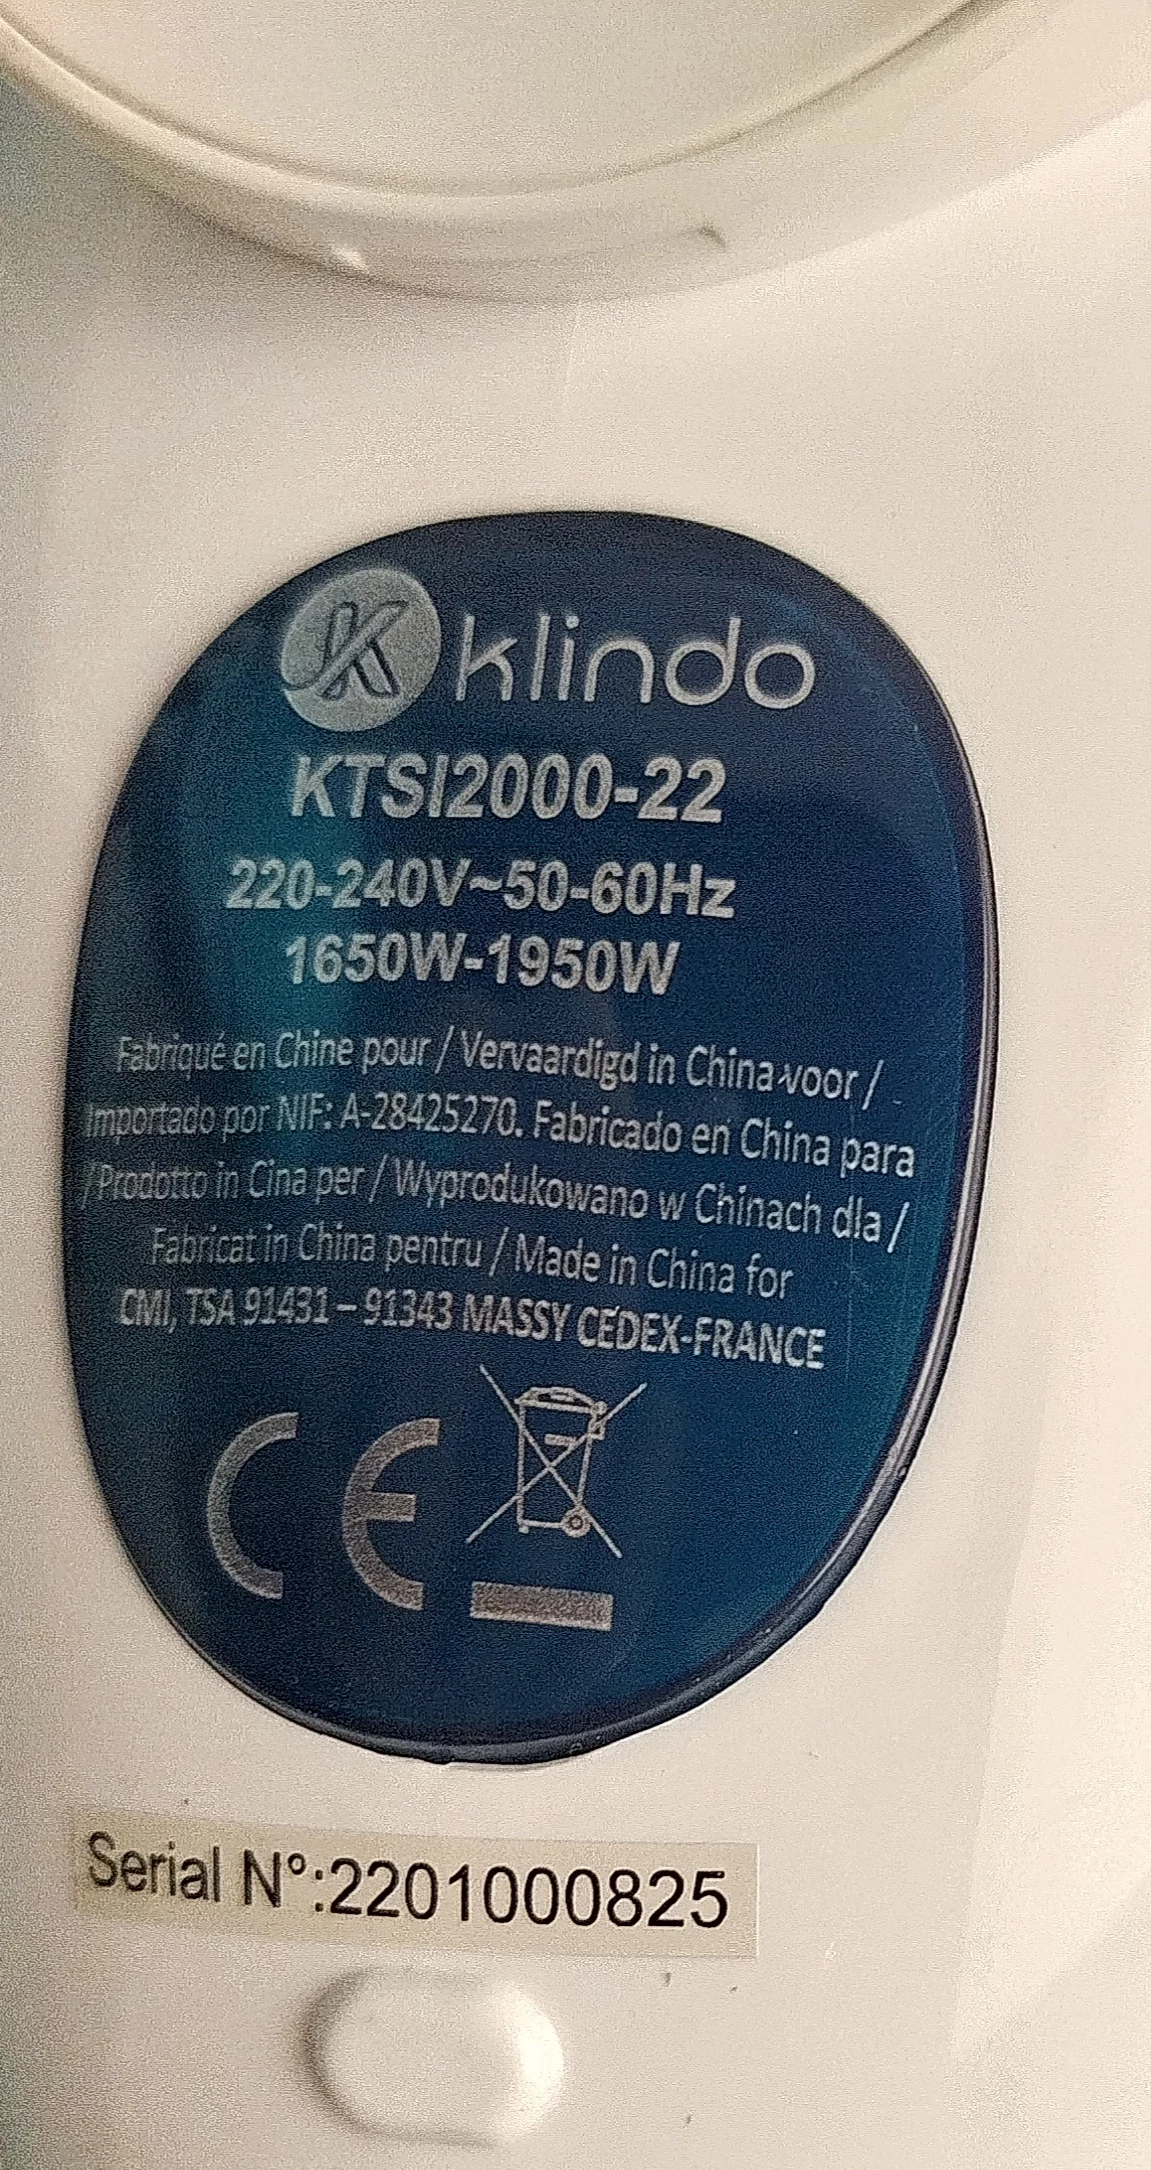 klindo
KTSI2000-22
220-240V~50-60Hz
1650W-1950W
Fabriqué en Chine pour / Vervaardigd in China voor /
Importado por NIF: A-28425270. Fabricado en China para
/ Prodotto in Cina per / Wyprodukowano w Chinach dla /
Fabricat in China pentru / Made in China for
CMI, TSA 91431 – 91343 MASSY CEDEX-FRANCE
CE
Serial N°:2201000825